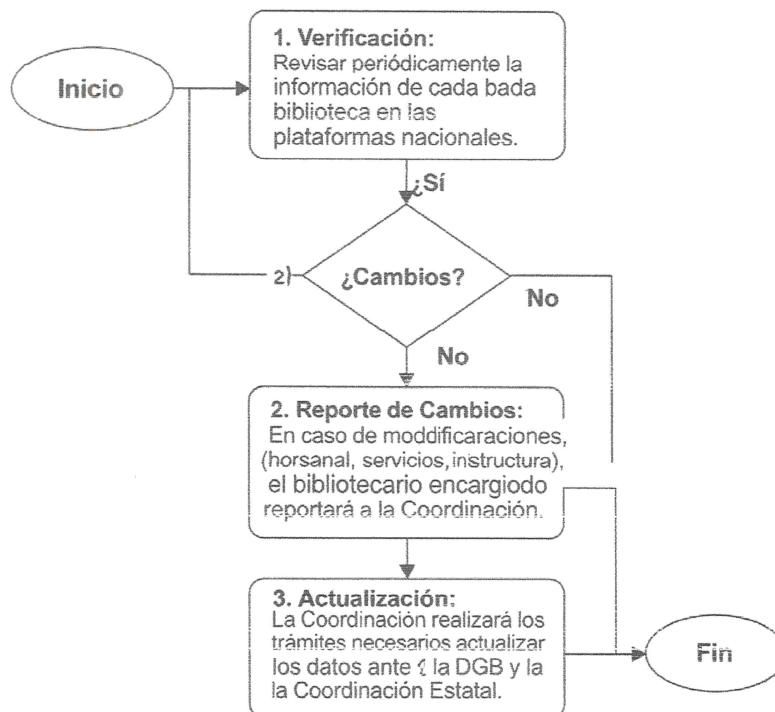 Inicio
1. Verificación:
Revisar periódicamente la
información de cada bada
biblioteca en las
plataformas nacionales.
¿Sí
2)
¿Cambios?
No
No
2. Reporte de Cambios:
En caso de moddificaraciones,
(horsanal, servicios, instructura),
el bibliotecario encargiodo
reportará a la Coordinación.
3. Actualización:
La Coordinación realizará los
trámites necesarios actualizar
los datos ante la DGB y la
la Coordinación Estatal.
Fin